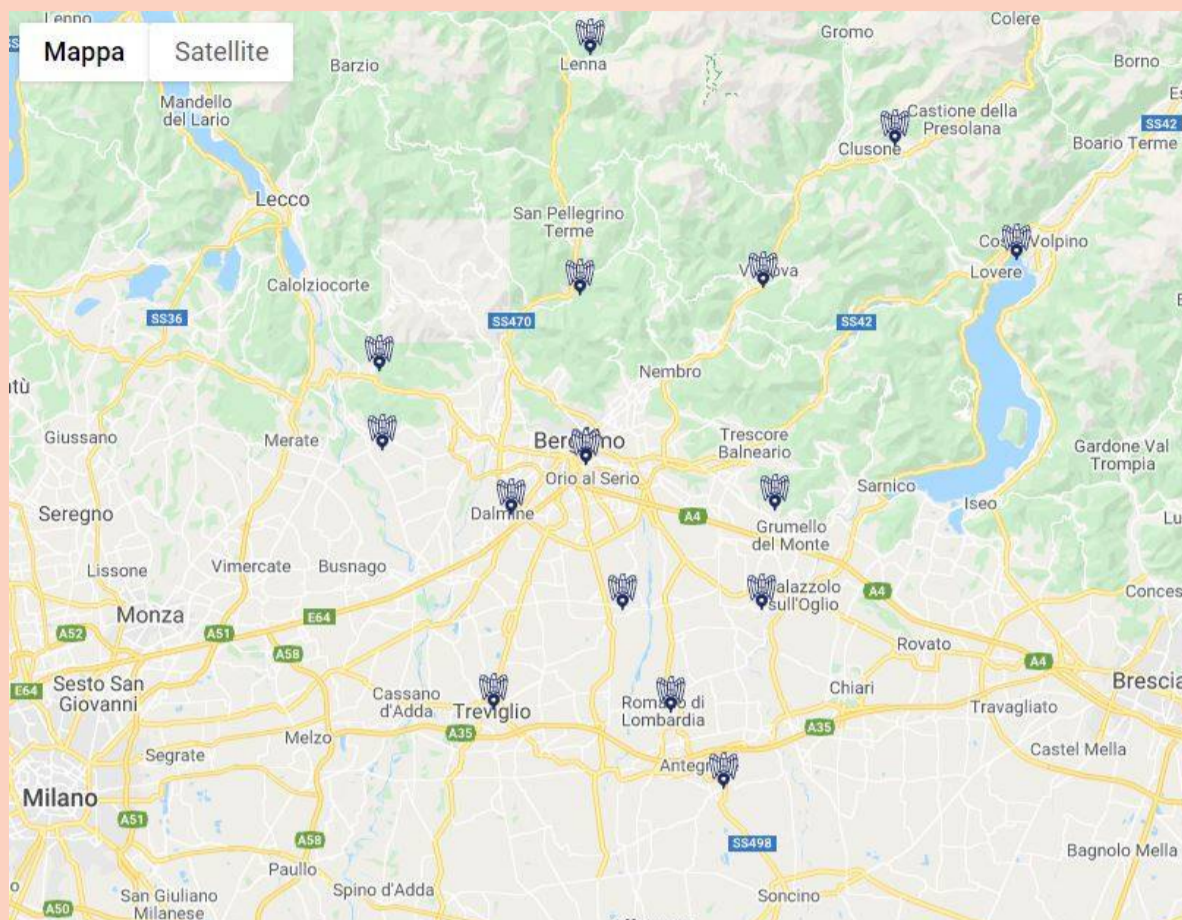 Lenno
Mappa
Satellite
Barzio
Lenna
Gromo
Colere
Borno
Mandello
del Lario
Castione della
Presolana
SS42
Clusone
Boario Terme
Lecco
San Pellegrino
Terme
Lovere
Calolziocorte
SS36
SS470
SS42
Nembro
Giussano
Merate
Trescore
Balneario
Gardone Val
Trompia
Orio al Serio
Sarnico
Iseo
Seregno
Dalmine
A4
Grumello
del Monte
Lissone
Vimercate
Busnago
Monza
E64
A52
A51
A58
sull'Oglio
A4
Rovato
A4
E64
Sesto San
Giovanni
Cassano
d'Adda
Treviglio
Lombardia
Chiari
Brescia
Travagliato
A35
A35
Melzo
Segrate
Castel Mella
Milano
A51
A58
SS498
Bagnolo Mella
Paullo
Spino d'Adda
San Giuliano
Milanese
A50
Soncino